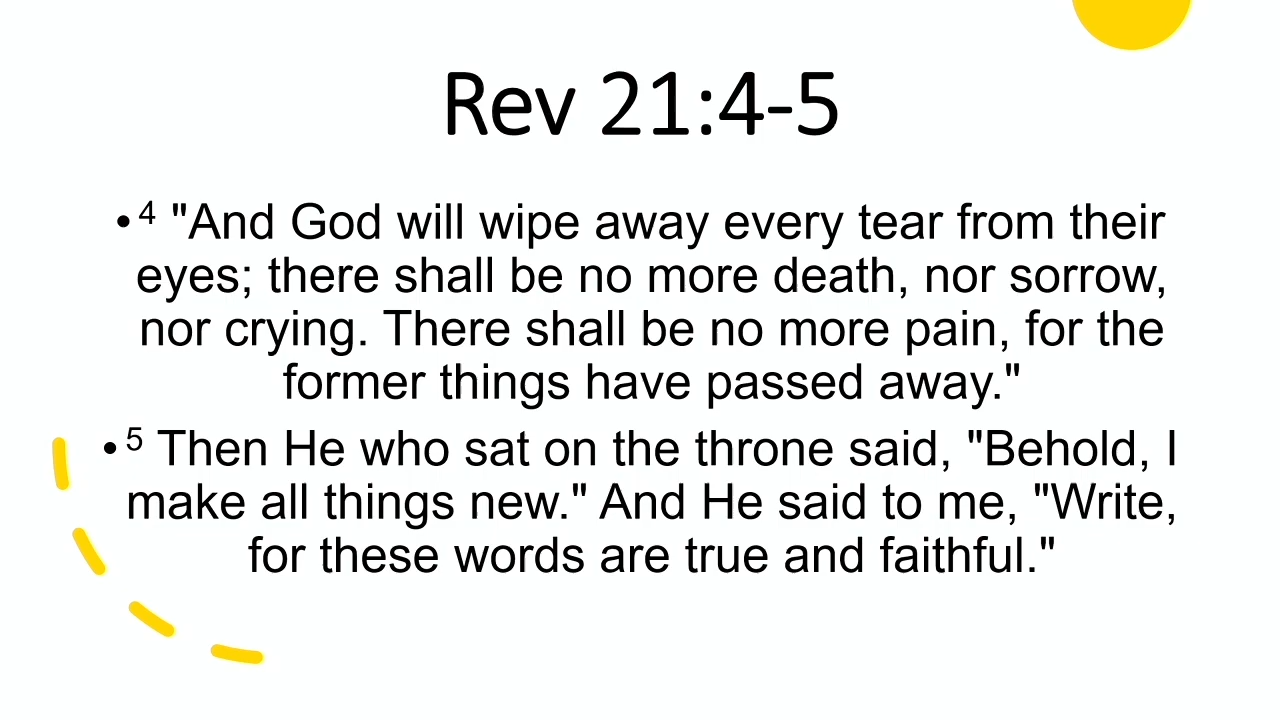 Rev 21:4-5
• 4 "And God will wipe away every tear from their
eyes; there shall be no more death, nor sorrow,
nor crying. There shall be no more pain, for the
former things have passed away."
• 5 Then He who sat on the throne said, "Behold, I
make all things new." And He said to me, "Write,
for these words are true and faithful."